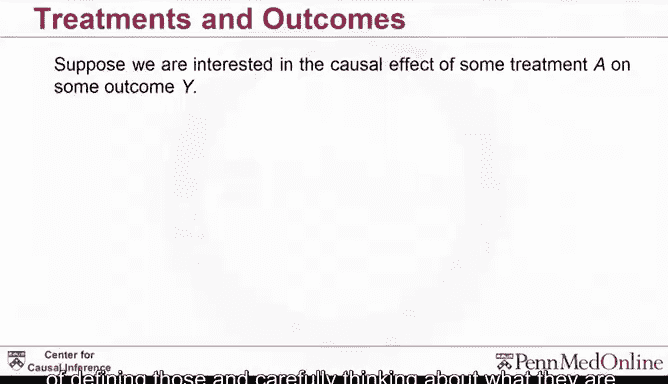 Treatments and Outcomes
Suppose we are interested in the causal effect of some treatment A on
some outcome Y.
Center for
Causal Inference
PennMedOnline
of defining those and carefully thinking about what they are